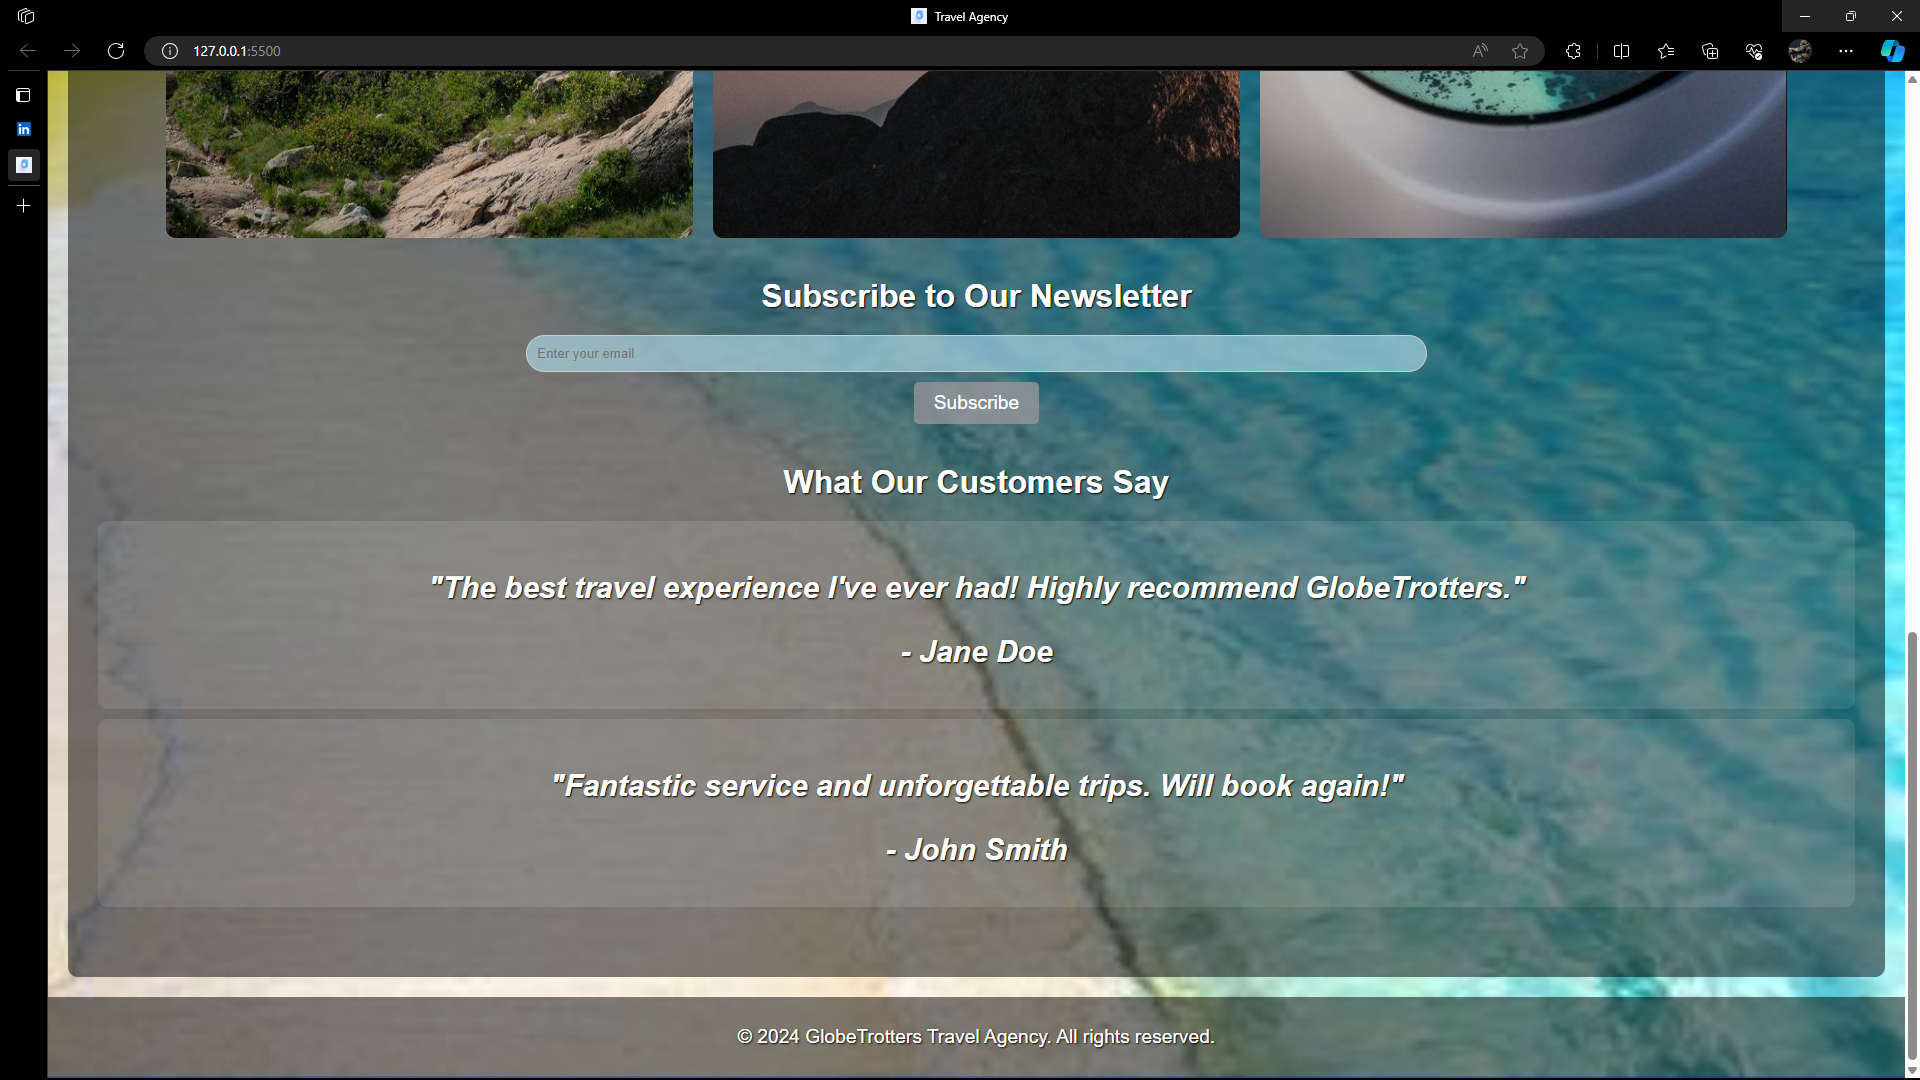 Travel Agency
127.0.0.1:5500
Subscribe to Our Newsletter
Enter your email
Subscribe
What Our Customers Say
"The best travel experience I've ever had! Highly recommend GlobeTrotters."
- Jane Doe
"Fantastic service and unforgettable trips. Will book again!"
- John Smith
© 2024 GlobeTrotters Travel Agency. All rights reserved.